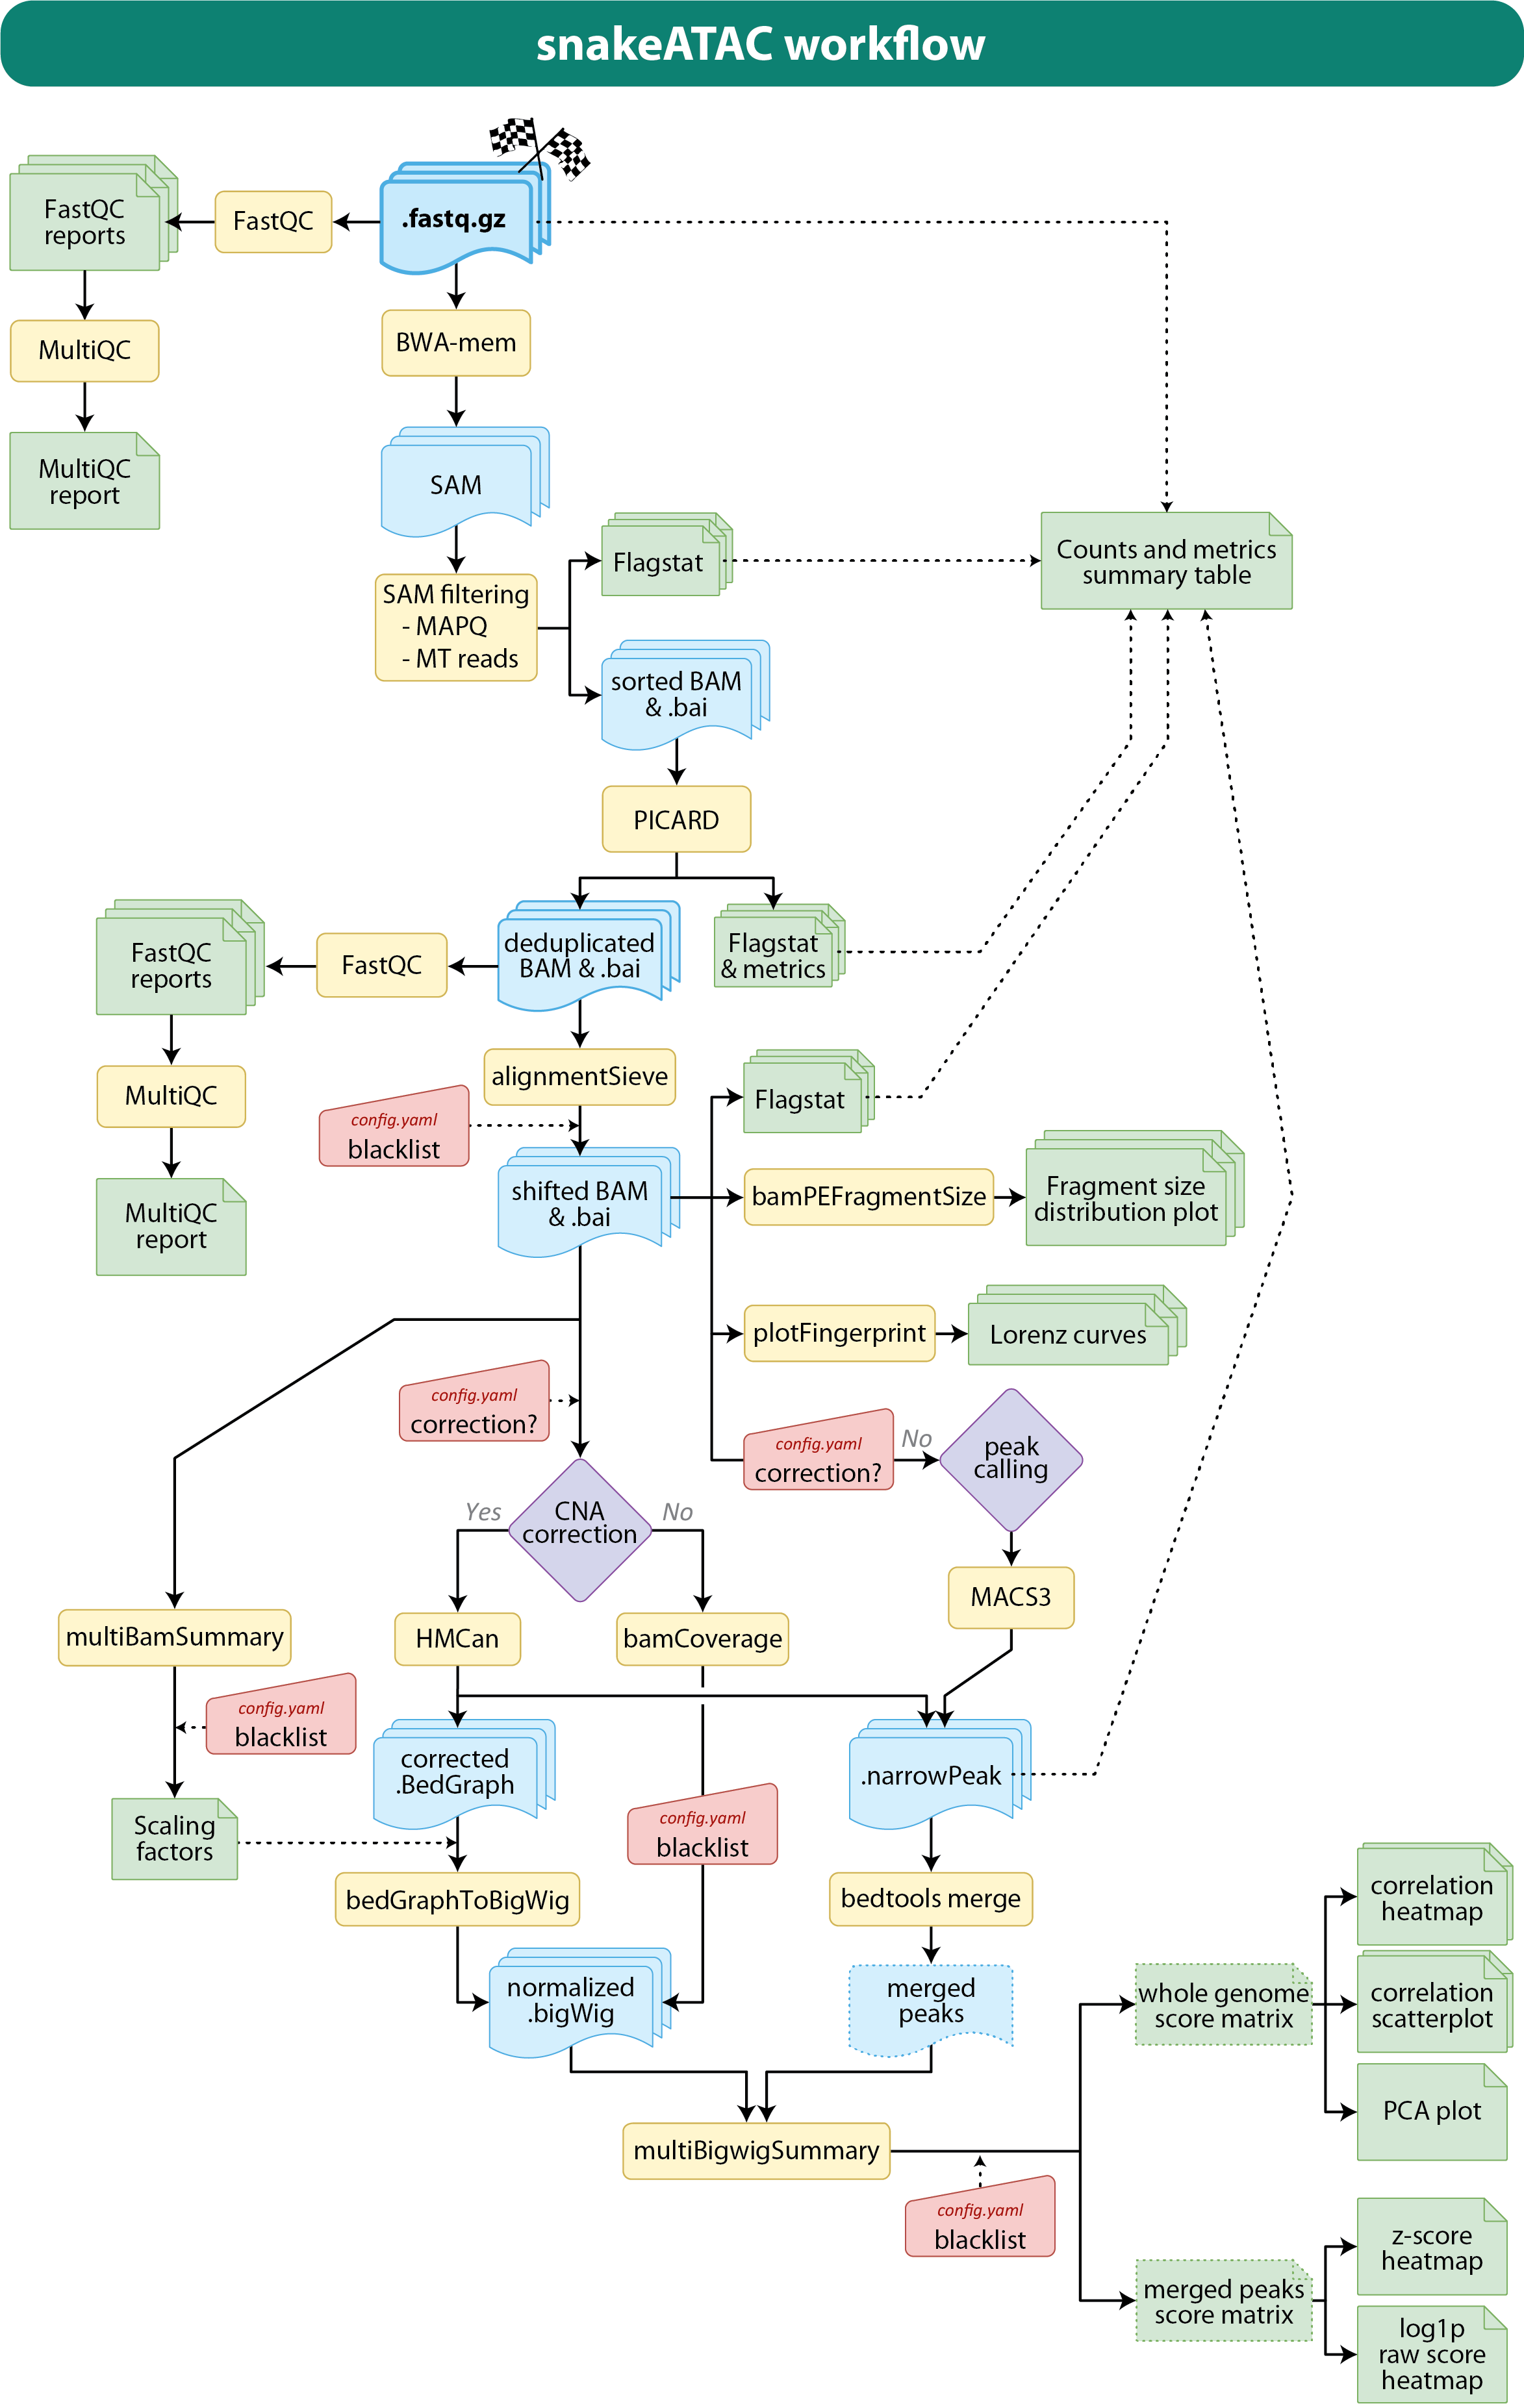 snakeATAC workflow
FastQC
reports
FastQC
.fastq.gz
MultiQC
BWA-mem
MultiQC
report
SAM
Flagstat
Counts and metrics
summary table
SAM filtering
- MAPQ
- MT reads
sorted BAM
& .bai
PICARD
FastQC
reports
FastQC
deduplicated
BAM & .bai
Flagstat
& metrics
MultiQC
alignmentSieve
config.yaml
blacklist
Flagstat
MultiQC
report
shifted BAM
& .bai
bamPEFragmentSize
Fragment size
distribution plot
plotFingerprint
Lorenz curves
config.yaml
correction?
config.yaml
correction?
No
peak
calling
Yes
CNA
correction
No
MACS3
multiBamSummary
HMCan
bamCoverage
config.yaml
blacklist
corrected
.BedGraph
.narrowPeak
Scaling
factors
config.yaml
blacklist
bedGraphToBigWig
bedtools merge
correlation
heatmap
normalized
.bigWig
merged
peaks
whole genome
score matrix
correlation
scatterplot
PCA plot
multiBigwigSummary
config.yaml
blacklist
z-score
heatmap
merged peaks
score matrix
log1p
raw score
heatmap